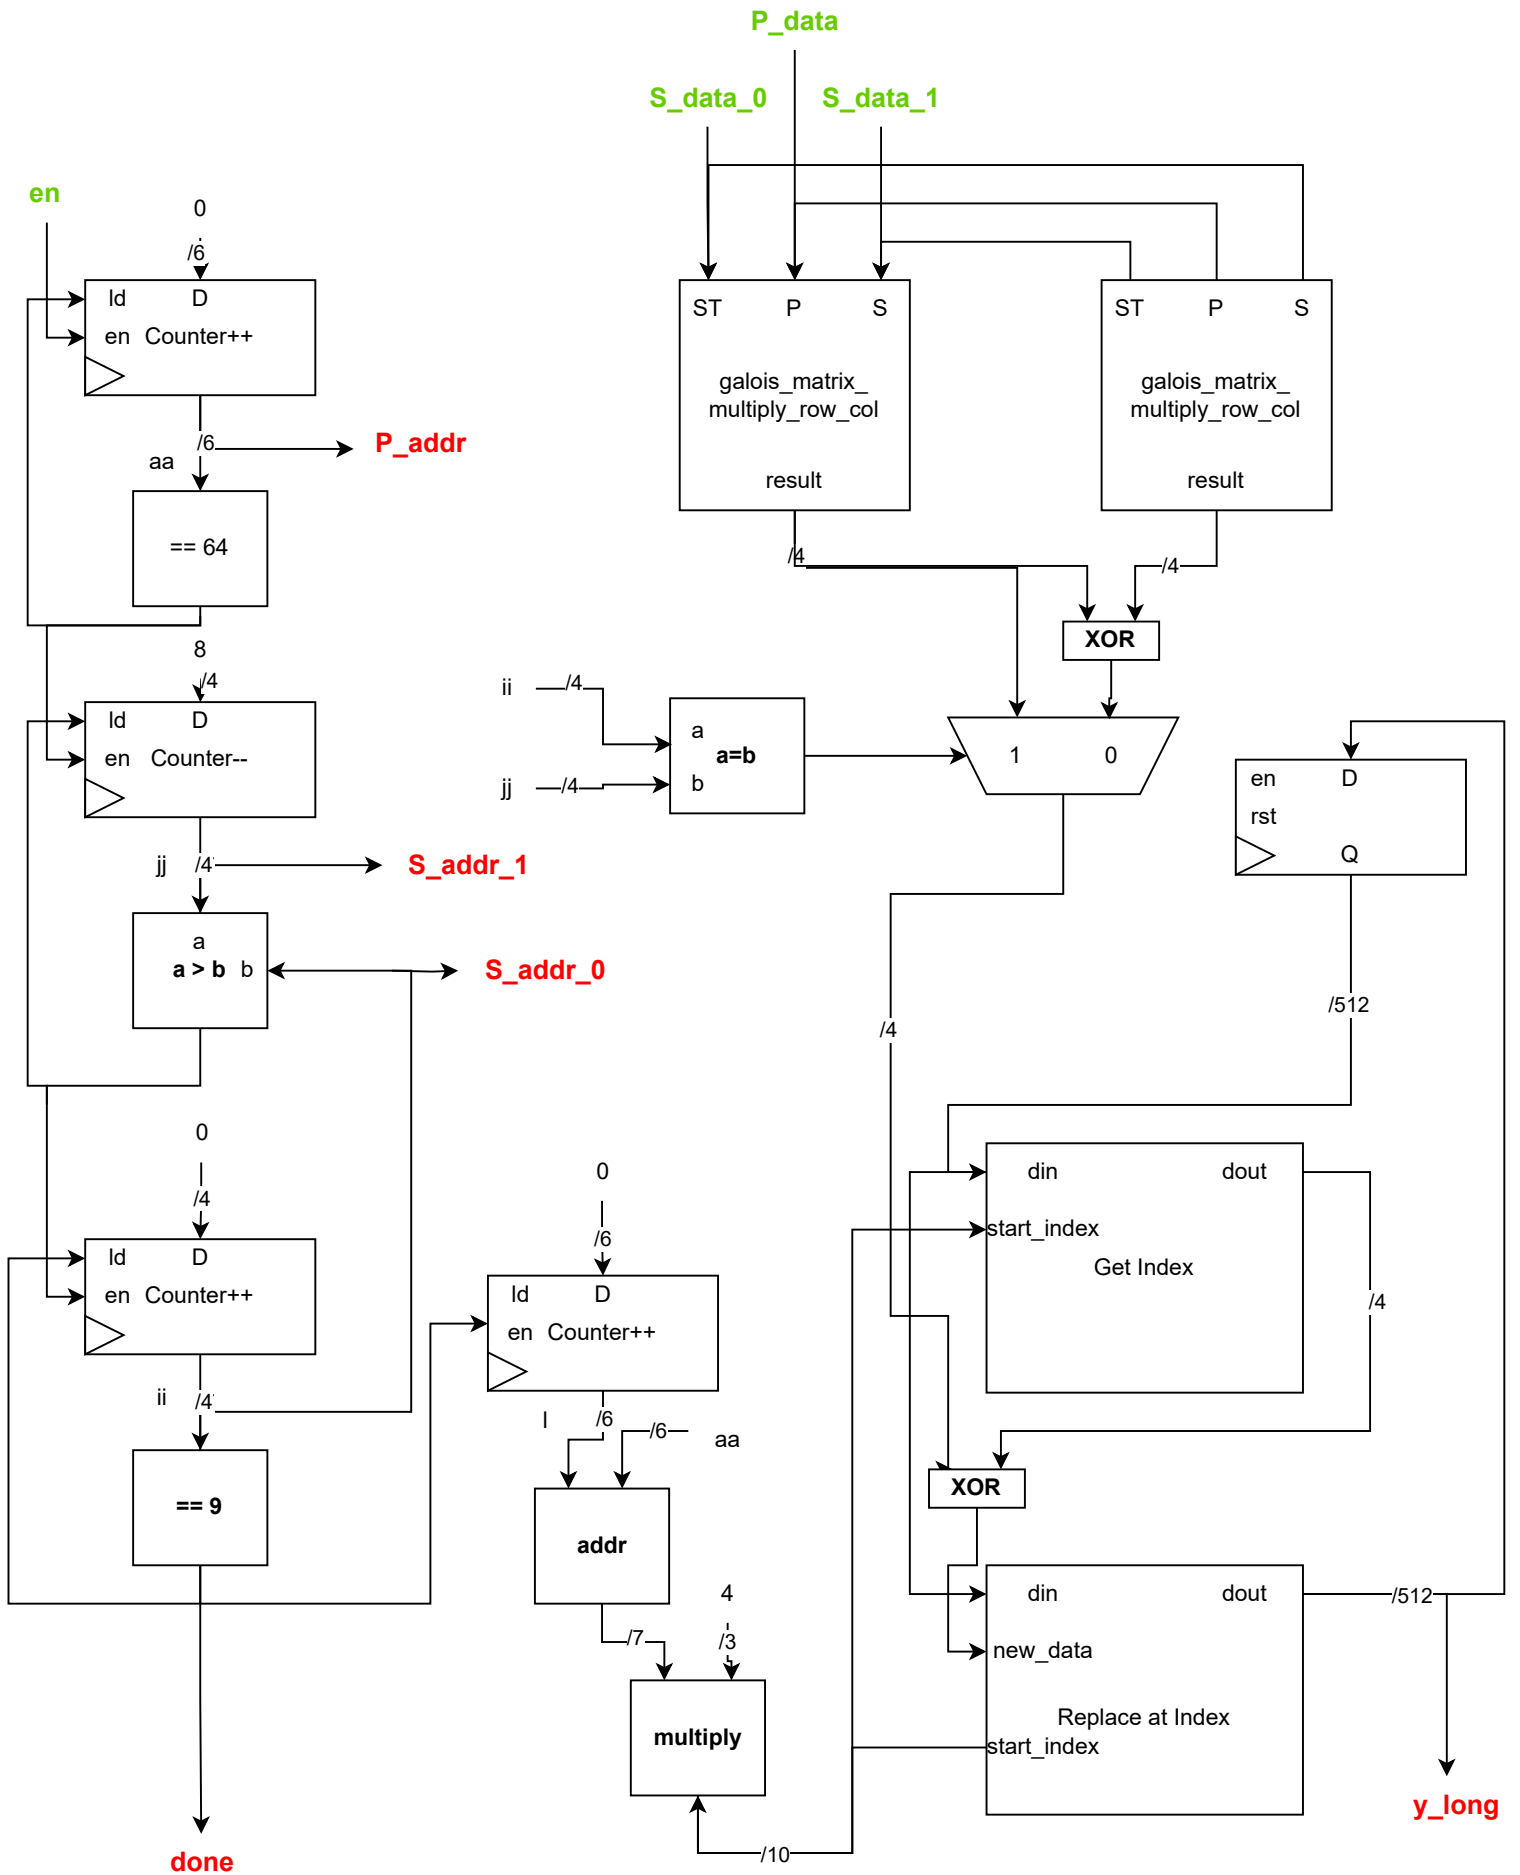 P_data
S_data_0
S_data_1
en
0
/6
ld
D
en
Counter++
/6
P_addr
aa
== 64
8
/4
ld
D
en
Counter--
jj
/4
S_addr_1
a
a > b
b
S_addr_0
0
/4
ld
D
en
Counter++
ii
/4
== 9
done
0
/6
ld
D
en
Counter++
l
/6
/6
aa
addr
/7
4
/3
multiply
/10
ST
P
S
galois_matrix_
multiply_row_col
result
ST
P
S
galois_matrix_
multiply_row_col
result
/4
/4
XOR
ii
/4
jj
/4
a
a=b
b
1
0
en
D
rst
Q
/512
/4
din
dout
start_index
Get Index
/4
XOR
din
dout
/512
new_data
Replace at Index
start_index
y_long